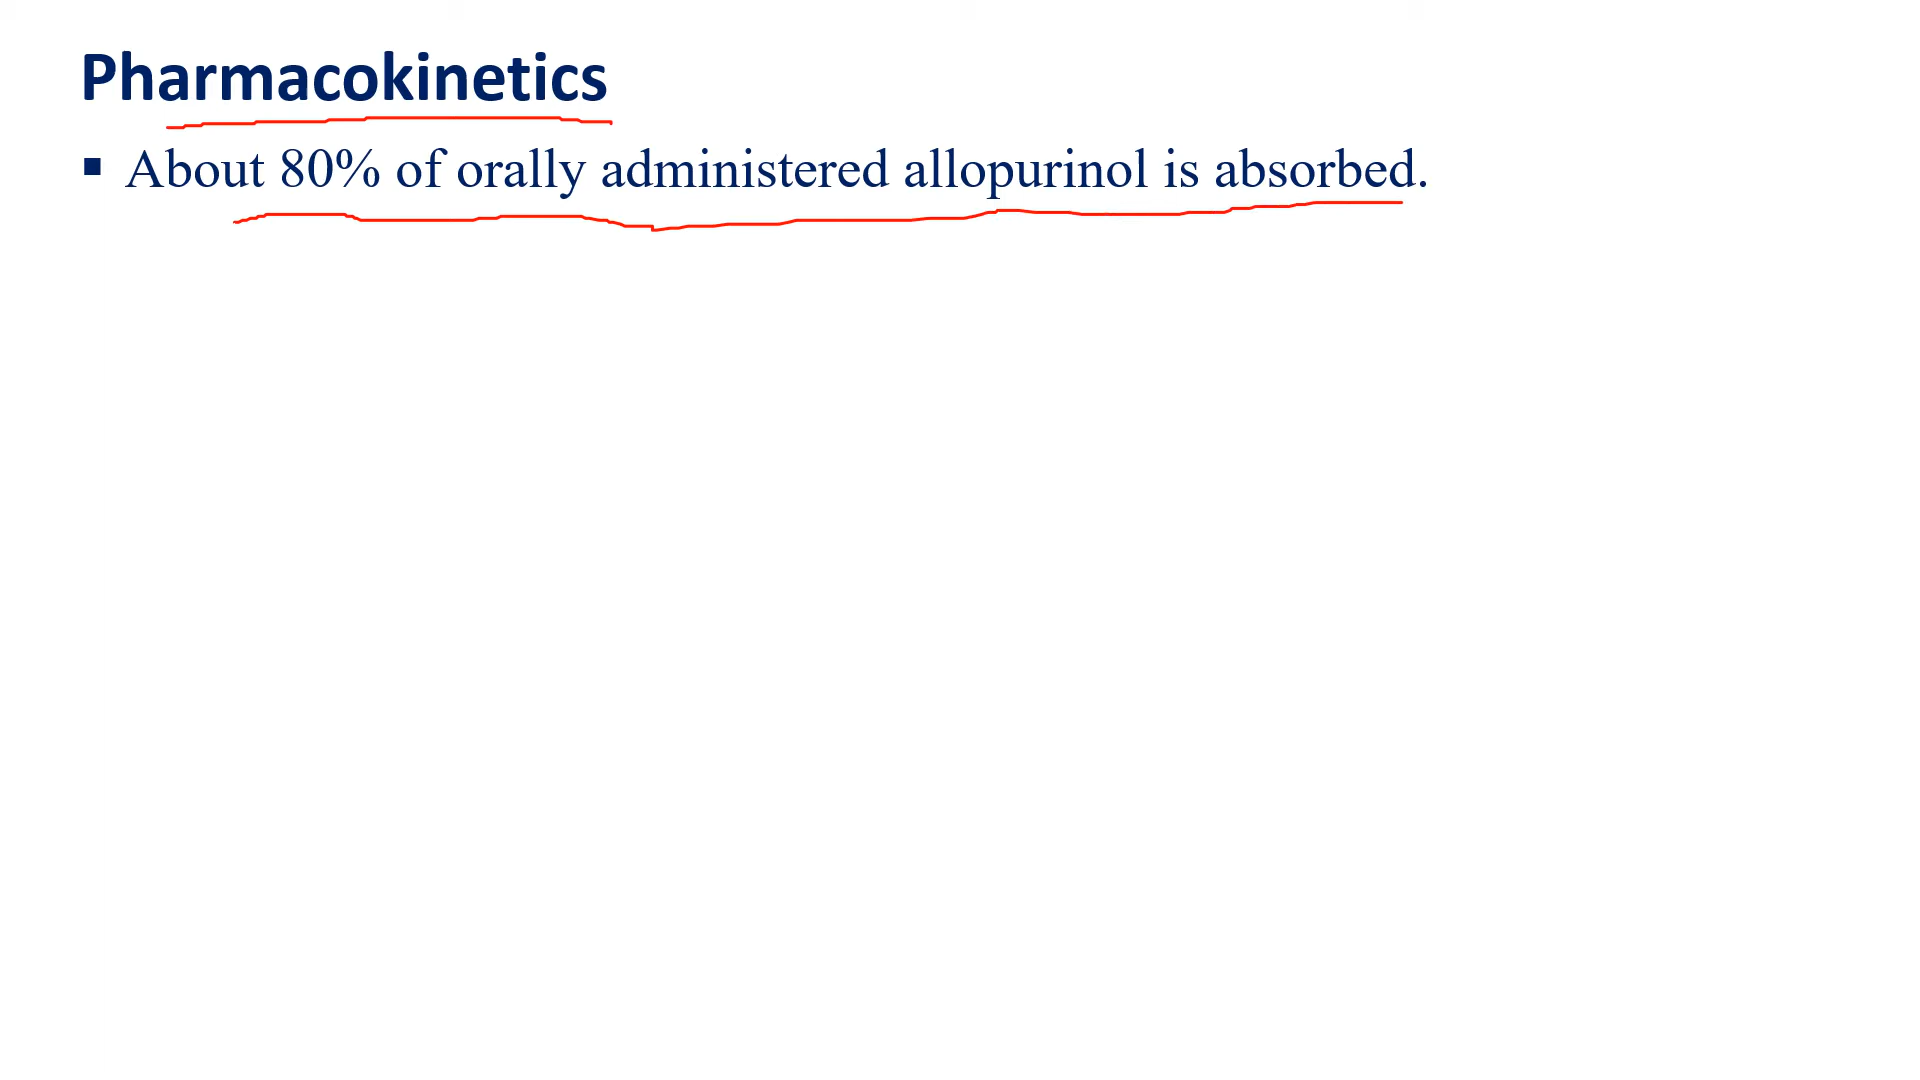 Pharmacokinetics
▪ About 80% of orally administered allopurinol is absorbed.